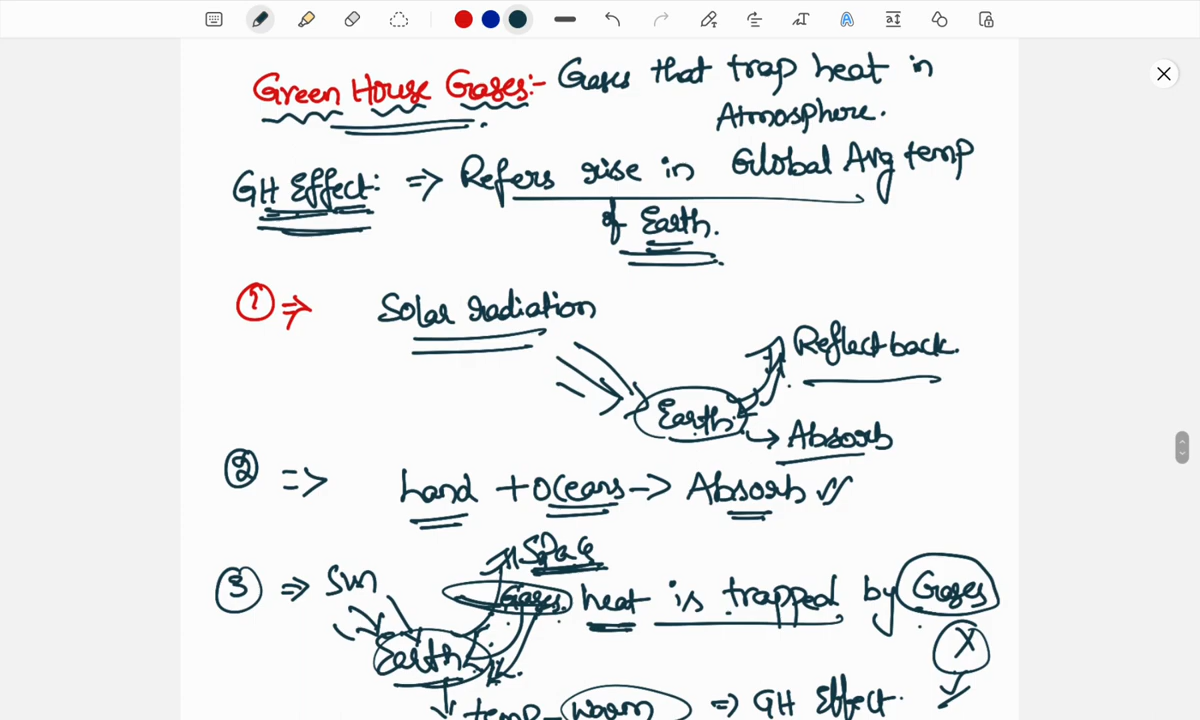 Green House Gases:- Gases that trap heat in
Atmosphere.
GH Effect: => Refers rise in Global Avg temp
of Earth.
1 => Solar radiation
Reflect back.
Earth
Absorb
2 => Land + Oceans -> Absorb
Space
3 => Sun Gases. heat is trapped by Gases
Earth
X
temp - Warm => GH Effect.